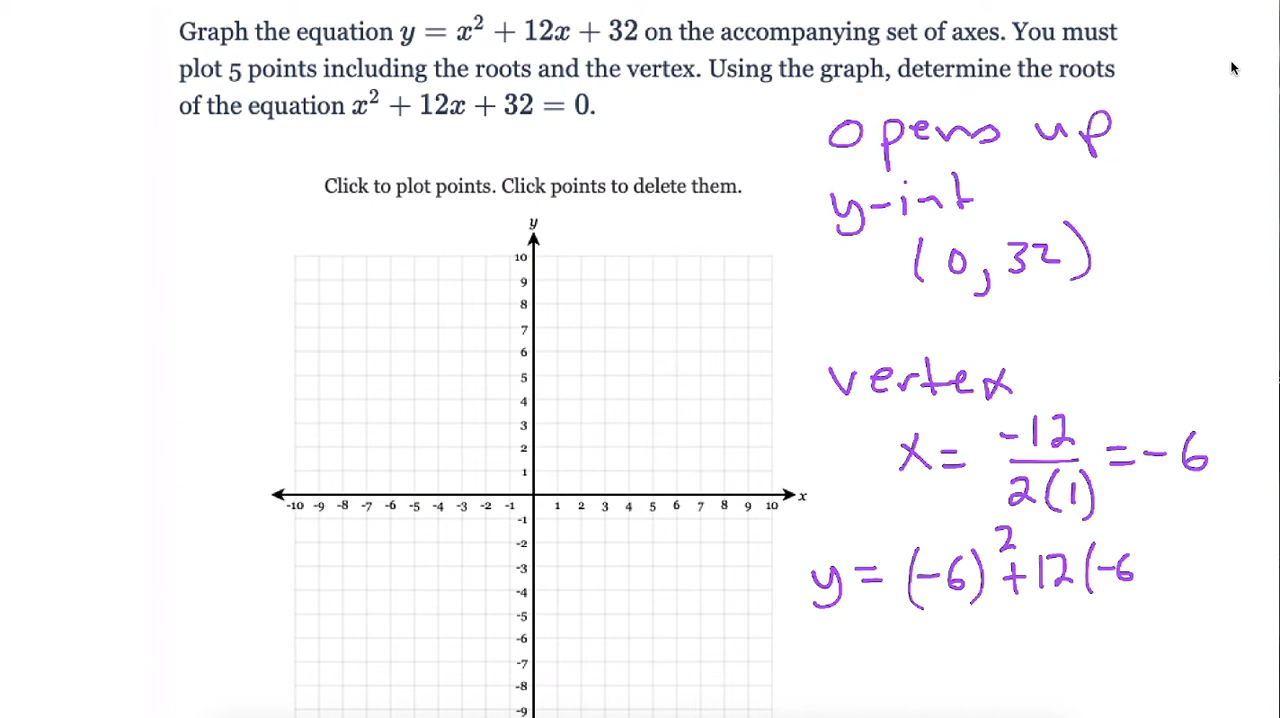 Graph the equation y = x² + 12x + 32 on the accompanying set of axes. You must
plot 5 points including the roots and the vertex. Using the graph, determine the roots
of the equation x² + 12x + 32 = 0.
opens up
Click to plot points. Click points to delete them.
y-int
(0, 32)
y
10
9
8
7
6
5
4
3
2
1
vertex
x = -12 / 2(1) = -6
-10 -9 -8 -7 -6 -5 -4 -3 -2 -1 1 2 3 4 5 6 7 8 9 10 x
-1
-2
-3
-4
-5
-6
-7
-8
-9
y = (-6)² + 12(-6